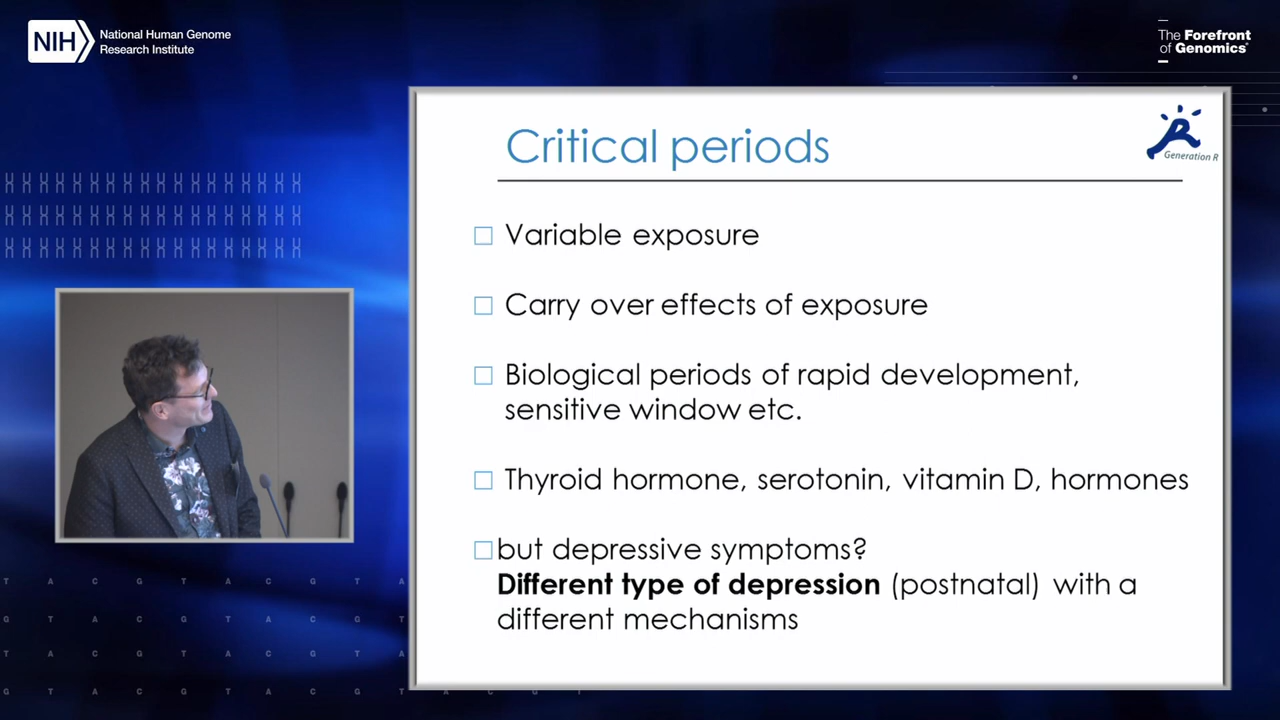 NIH
National Human Genome
Research Institute
The Forefront
of Genomics®
Critical periods
Generation R
Variable exposure
Carry over effects of exposure
Biological periods of rapid development,
sensitive window etc.
Thyroid hormone, serotonin, vitamin D, hormones
but depressive symptoms?
Different type of depression (postnatal) with a
different mechanisms
T A C G T A C G T A
G T A C G T A C G T
T A C G T A C G T A
G T A C G T A C G T A C G T